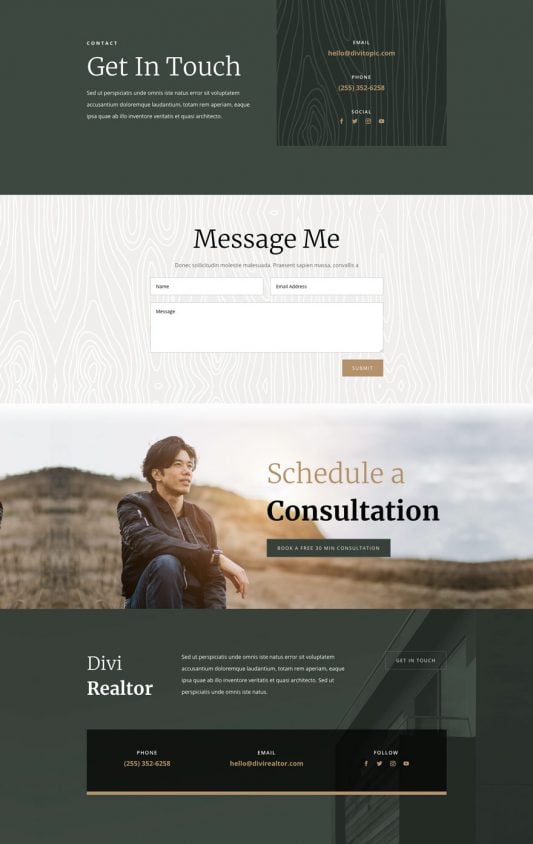 CONTACT
Get In Touch
Sed ut perspiciatis unde omnis iste natus error sit voluptatem
accusantium doloremque laudantium, totam rem aperiam, eaque
ipsa quae ab illo inventore veritatis et quasi architecto.
EMAIL
hello@divitopic.com
PHONE
(255) 352-6258
SOCIAL
Message Me
Donec sollicitudin molestie malesuada. Praesent sapien massa, convallis a
Name
Email Address
Message
SUBMIT
Schedule a
Consultation
BOOK A FREE 30 MIN CONSULTATION
Divi
Realtor
Sed ut perspiciatis unde omnis iste natus error sit voluptatem
accusantium doloremque laudantium, totam rem aperiam, eaque
ipsa quae ab illo inventore veritatis et quasi architecto. Sed ut
perspiciatis unde omnis iste natus.
GET IN TOUCH
PHONE
(255) 352-6258
EMAIL
hello@divirealtor.com
FOLLOW